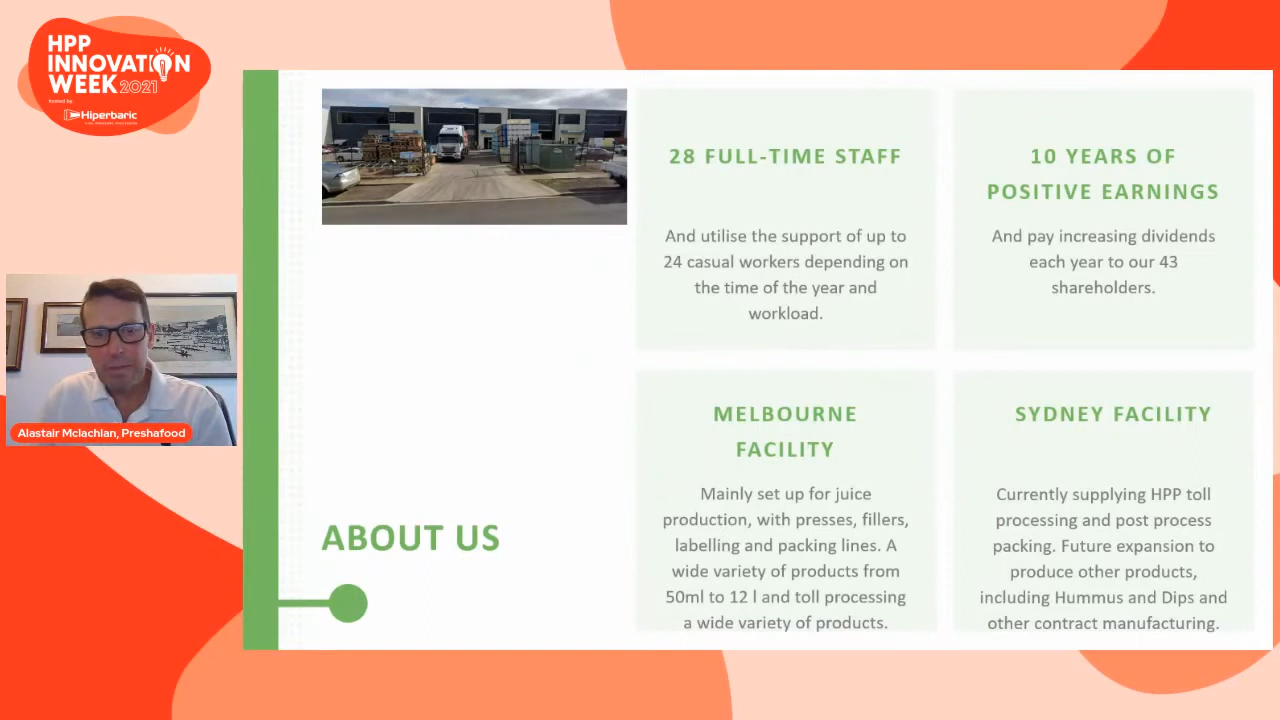 HPP
INNOVATION
WEEK 2021
hosted by:
Hiperbaric
28 FULL-TIME STAFF
And utilise the support of up to
24 casual workers depending on
the time of the year and
workload.
10 YEARS OF
POSITIVE EARNINGS
And pay increasing dividends
each year to our 43
shareholders.
Alastair Mclachlan, Preshafood
ABOUT US
MELBOURNE
FACILITY
Mainly set up for juice
production, with presses, fillers,
labelling and packing lines. A
wide variety of products from
50ml to 12 l and toll processing
a wide variety of products.
SYDNEY FACILITY
Currently supplying HPP toll
processing and post process
packing. Future expansion to
produce other products,
including Hummus and Dips and
other contract manufacturing.